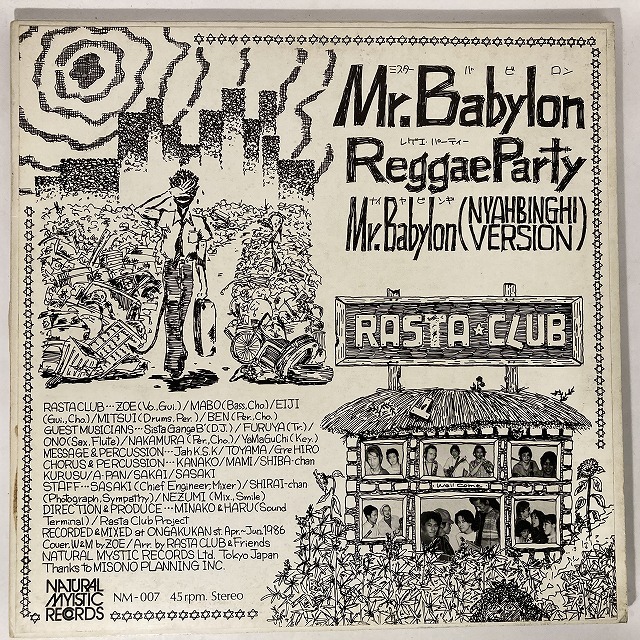 ミスター バビロン
Mr. Babylon
レゲエ・パーティー
Reggae Party
ナイヤビンギ
Mr. Babylon (NYAHBINGHI VERSION)
RASTA★CLUB
Well Come
RASTA CLUB… ZOE (Vo., Gui.) / MABO (Bass, Cho) / EIJI
(Gui., Cho.) / MITSUI (Drums, Per.) / BEN (Per., Cho.)
GUEST MUSICIANS… Sista Ganga B' (D.J.) / FURUYA (Tr.) /
ONO (Sax, Flute) / NAKAMURA (Per., Cho) / YaMaGuChi (Key.)
MESSAGE & PERCUSSION… Jah K.S.K / TOYAMA / Gre HIRO
CHORUS & PERCUSSION… KANAKO / MAMI / SHIBA-chan
KURUSU / A PAN / SAKAI / SASAKI
STAFF… SASAKI (Chief Engineer, Mixer) / SHIRAI-chan
(Photograph, Sympathy) / NEZUMI (Mix., Smile)
DIRECTION & PRODUCE… MINAKO & HARU (Sound
Terminal) / Rasta Club Project
RECORDED & MIXED at ONGAKUKAN st. Apr.~Jun. 1986
Cover, W&M by ZOE / Arr. by RASTA CLUB & Friends
NATURAL MYSTIC RECORDS Ltd. Tokyo Japan
Thanks to MISONO PLANNING INC.
NATURAL
MYSTIC
RECORDS
NM-007 45 rpm. Stereo